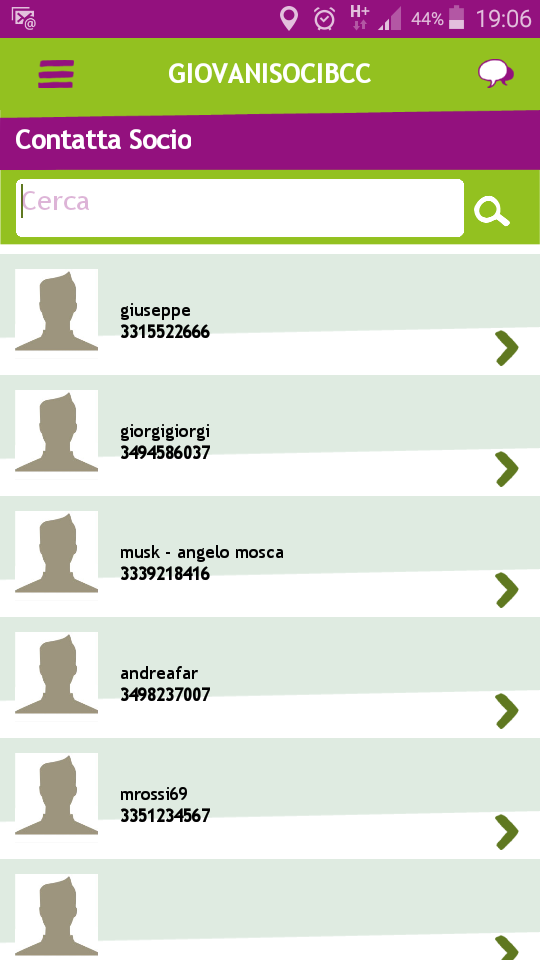 H+
44%
19:06
GIOVANISOCIBCC
Contatta Socio
Cerca
giuseppe
3315522666
giorgigiorgi
3494586037
musk - angelo mosca
3339218416
andreafar
3498237007
mrossi69
3351234567